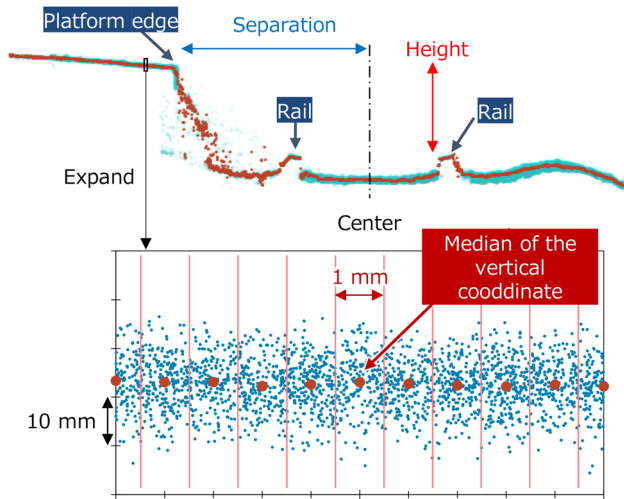 Platform edge
Separation
Height
Rail
Rail
Expand
Center
Median of the
vertical
cooddinate
1 mm
10 mm